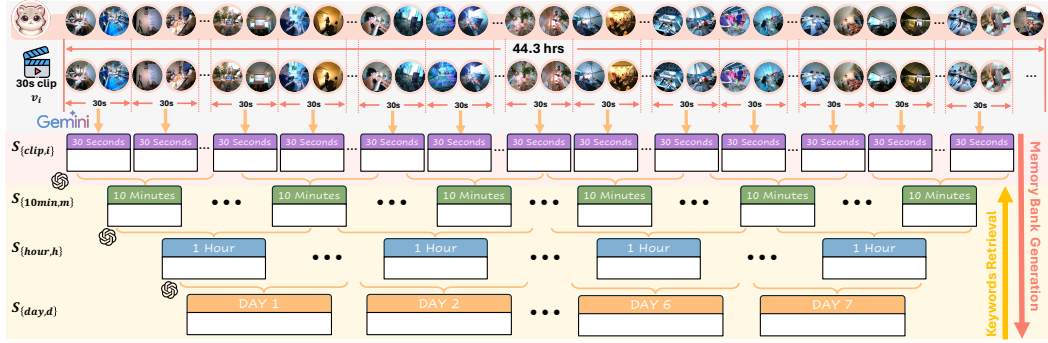 44.3 hrs
30s clip
v_i
...
30s 30s 30s 30s 30s 30s 30s 30s 30s 30s 30s 30s 30s
Gemini
S_{clip,i}
30 Seconds 30 Seconds ... 30 Seconds 30 Seconds ... 30 Seconds 30 Seconds ... 30 Seconds 30 Seconds ... 30 Seconds 30 Seconds ... 30 Seconds 30 Seconds ... 30 Seconds
S_{10min,m}
10 Minutes ... 10 Minutes ... 10 Minutes ... 10 Minutes ... 10 Minutes ... 10 Minutes
S_{hour,h}
1 Hour ... 1 Hour ... 1 Hour ... 1 Hour
S_{day,d}
DAY 1 DAY 2 ... DAY 6 DAY 7
Keywords Retrieval
Memory Bank Generation